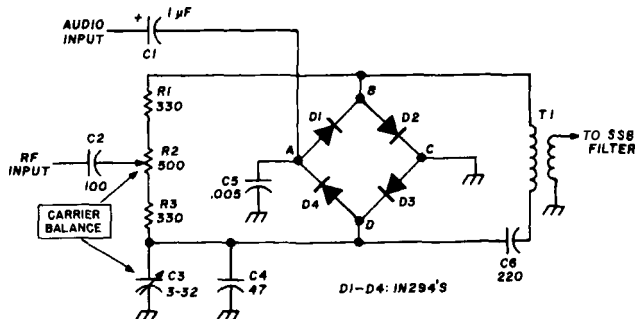 AUDIO
INPUT
+
1 µF
C1
R1
330
B
D1
D2
T1
RF
INPUT
C2
100
R2
500
A
C
TO SSB
FILTER
C5
.005
D4
D3
R3
330
D
CARRIER
BALANCE
C3
3-32
C4
47
D1-D4: IN294'S
C6
220